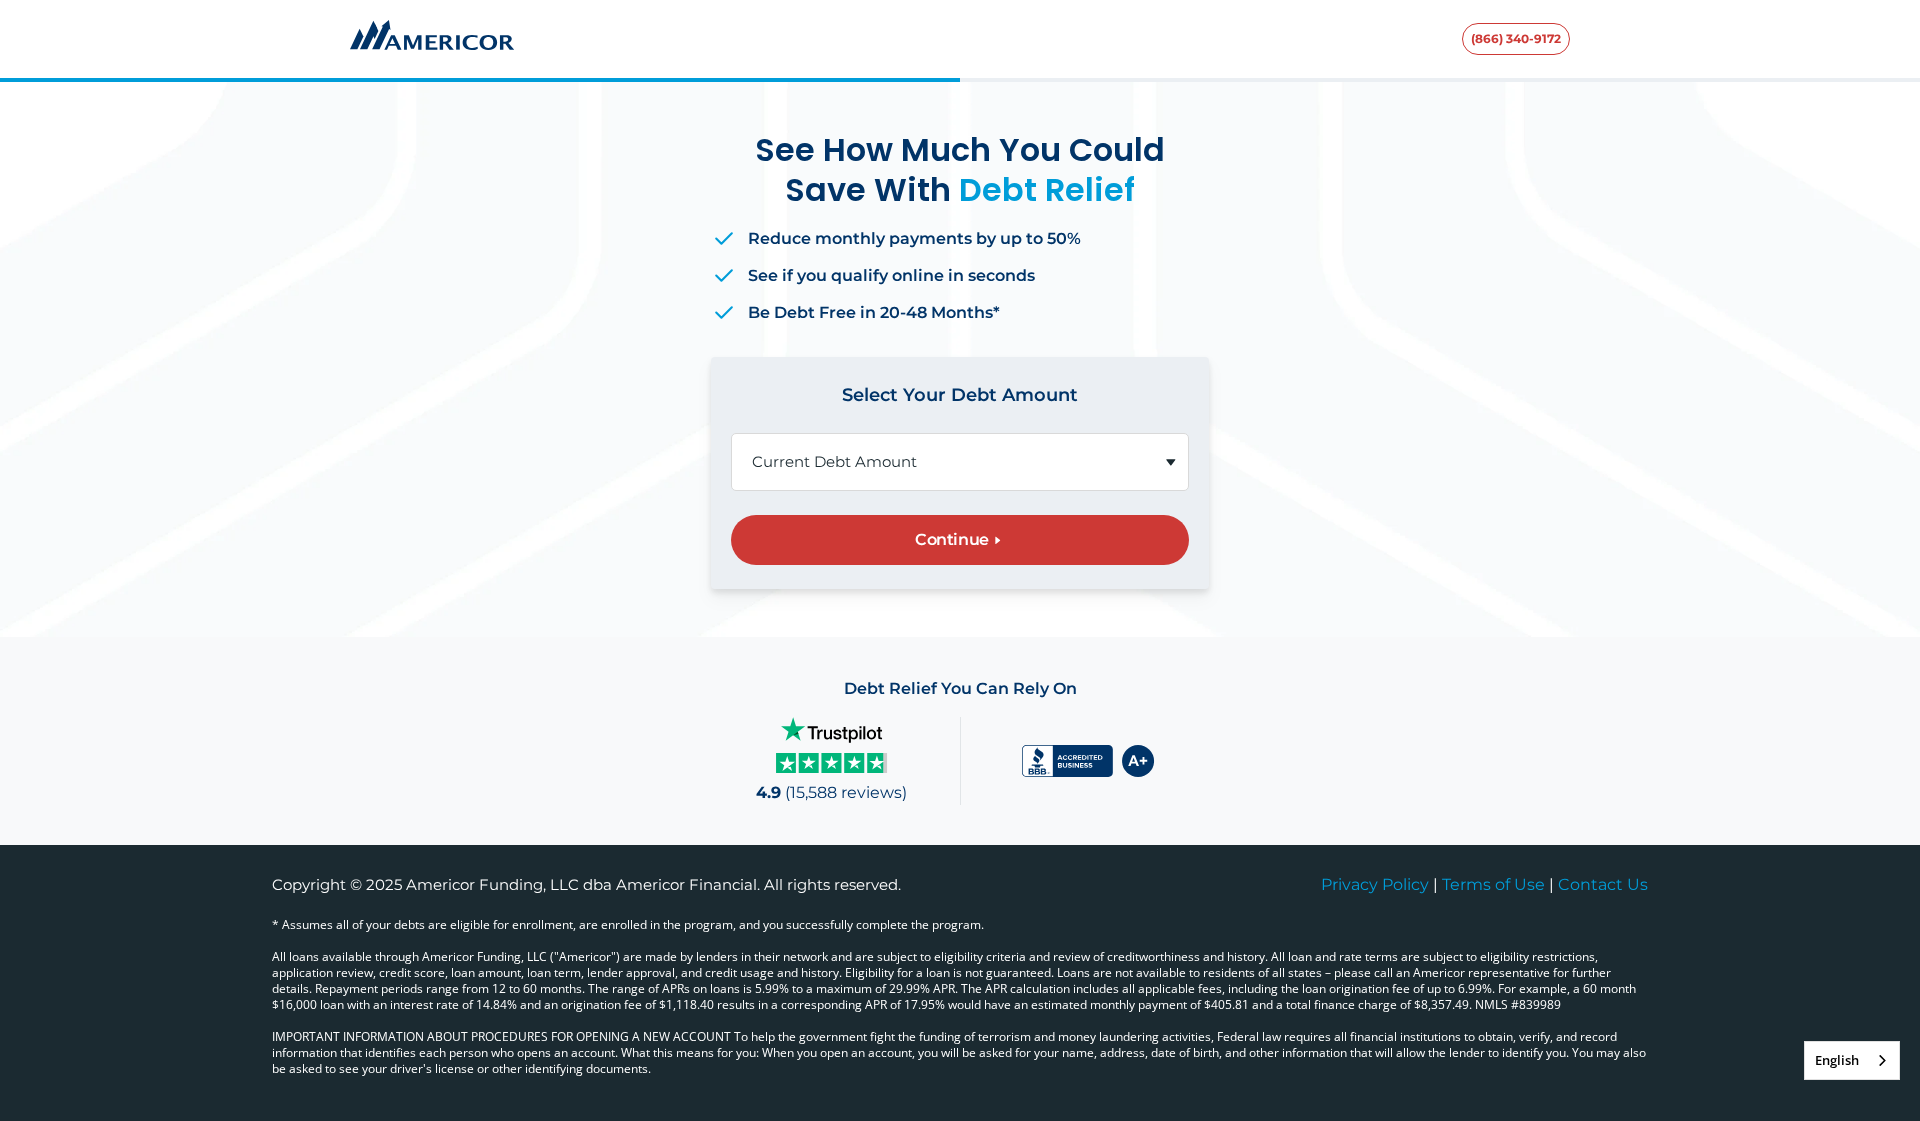 AMERICOR
(866) 340-9172
See How Much You Could
Save With Debt Relief
Reduce monthly payments by up to 50%
See if you qualify online in seconds
Be Debt Free in 20-48 Months*
Select Your Debt Amount
Current Debt Amount
Continue
Debt Relief You Can Rely On
Trustpilot
4.9 (15,588 reviews)
BBB
ACCREDITED
BUSINESS
A+
Copyright © 2025 Americor Funding, LLC dba Americor Financial. All rights reserved.
Privacy Policy | Terms of Use | Contact Us
* Assumes all of your debts are eligible for enrollment, are enrolled in the program, and you successfully complete the program.
All loans available through Americor Funding, LLC ("Americor") are made by lenders in their network and are subject to eligibility criteria and review of creditworthiness and history. All loan and rate terms are subject to eligibility restrictions,
application review, credit score, loan amount, loan term, lender approval, and credit usage and history. Eligibility for a loan is not guaranteed. Loans are not available to residents of all states – please call an Americor representative for further
details. Repayment periods range from 12 to 60 months. The range of APRs on loans is 5.99% to a maximum of 29.99% APR. The APR calculation includes all applicable fees, including the loan origination fee of up to 6.99%. For example, a 60 month
$16,000 loan with an interest rate of 14.84% and an origination fee of $1,118.40 results in a corresponding APR of 17.95% would have an estimated monthly payment of $405.81 and a total finance charge of $8,357.49. NMLS #839989
IMPORTANT INFORMATION ABOUT PROCEDURES FOR OPENING A NEW ACCOUNT To help the government fight the funding of terrorism and money laundering activities, Federal law requires all financial institutions to obtain, verify, and record
information that identifies each person who opens an account. What this means for you: When you open an account, you will be asked for your name, address, date of birth, and other information that will allow the lender to identify you. You may also
be asked to see your driver's license or other identifying documents.
English